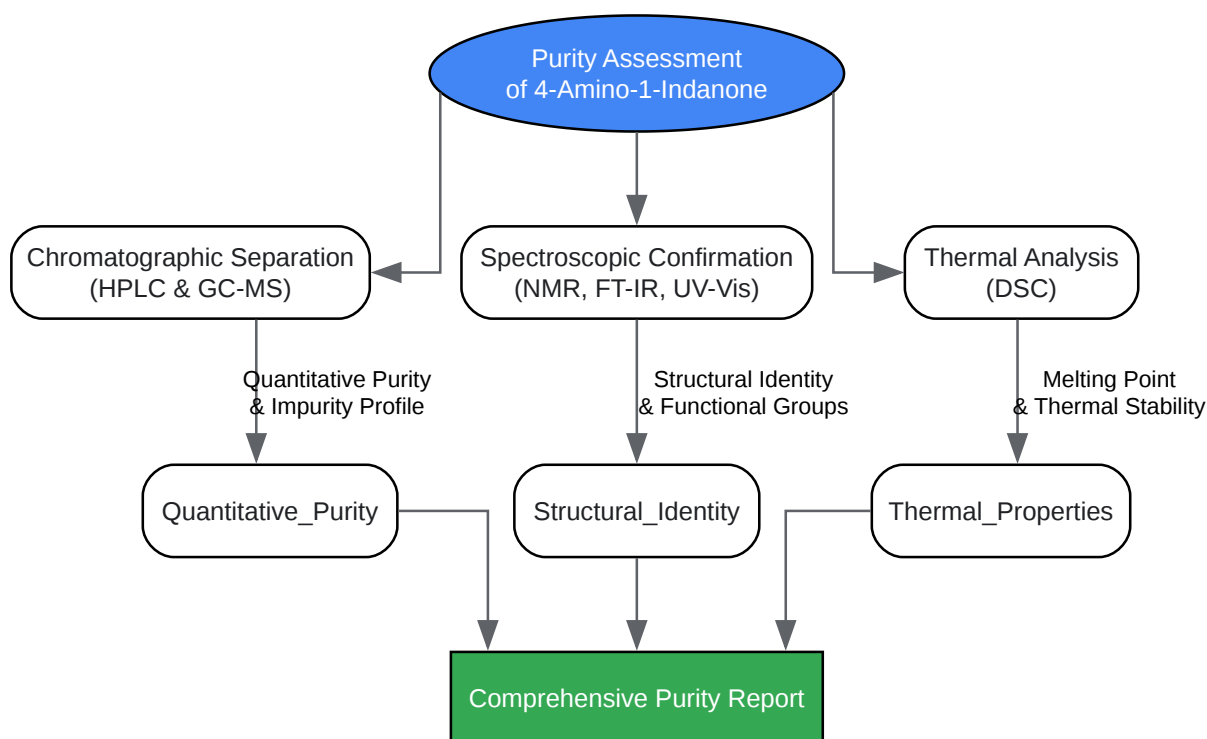 Purity Assessment
of 4-Amino-1-Indanone
Chromatographic Separation
(HPLC & GC-MS)
Spectroscopic Confirmation
(NMR, FT-IR, UV-Vis)
Thermal Analysis
(DSC)
Quantitative Purity
& Impurity Profile
Structural Identity
& Functional Groups
Melting Point
& Thermal Stability
Quantitative_Purity
Structural_Identity
Thermal_Properties
Comprehensive Purity Report